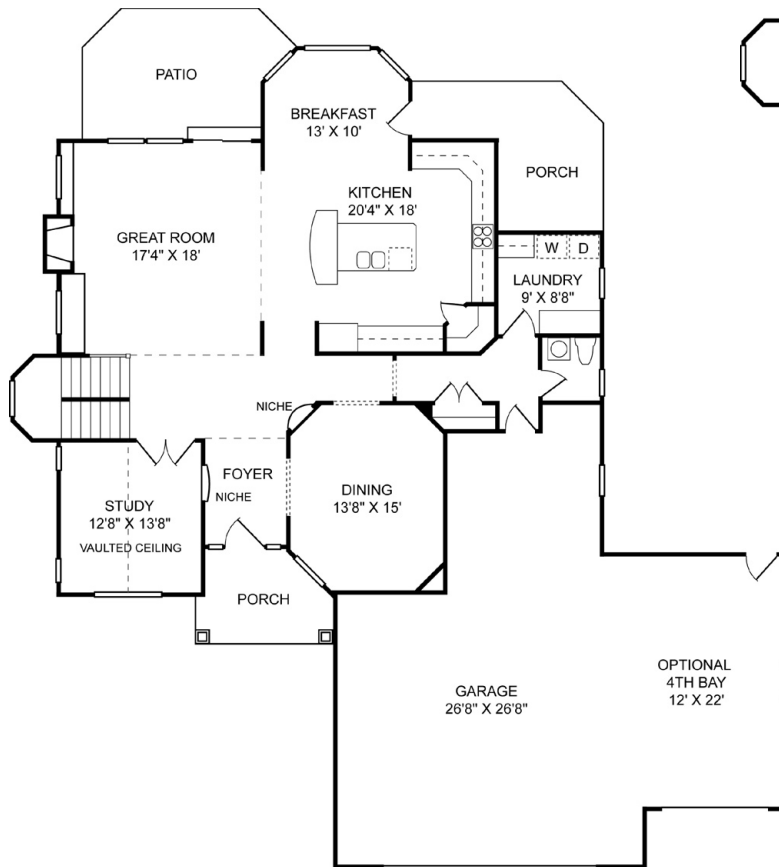 PATIO
BREAKFAST
13' X 10'
PORCH
KITCHEN
20'4" X 18'
GREAT ROOM
17'4" X 18'
W
D
LAUNDRY
9' X 8'8"
NICHE
FOYER
NICHE
DINING
13'8" X 15'
STUDY
12'8" X 13'8"
VAULTED CEILING
PORCH
GARAGE
26'8" X 26'8"
OPTIONAL
4TH BAY
12' X 22'